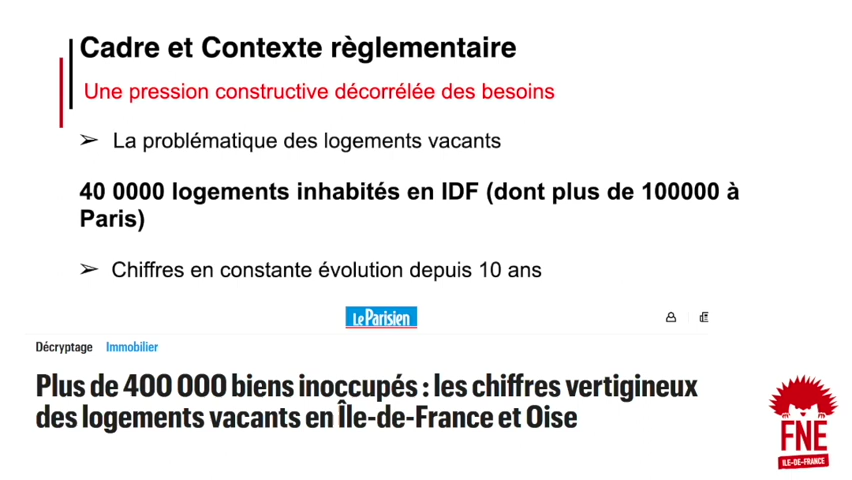 Cadre et Contexte règlementaire
Une pression constructive décorrélée des besoins
➢ La problématique des logements vacants
40 0000 logements inhabités en IDF (dont plus de 100000 à
Paris)
➢ Chiffres en constante évolution depuis 10 ans
Le Parisien
Décryptage Immobilier
Plus de 400 000 biens inoccupés : les chiffres vertigineux
des logements vacants en Île-de-France et Oise
FNE
ILE-DE-FRANCE